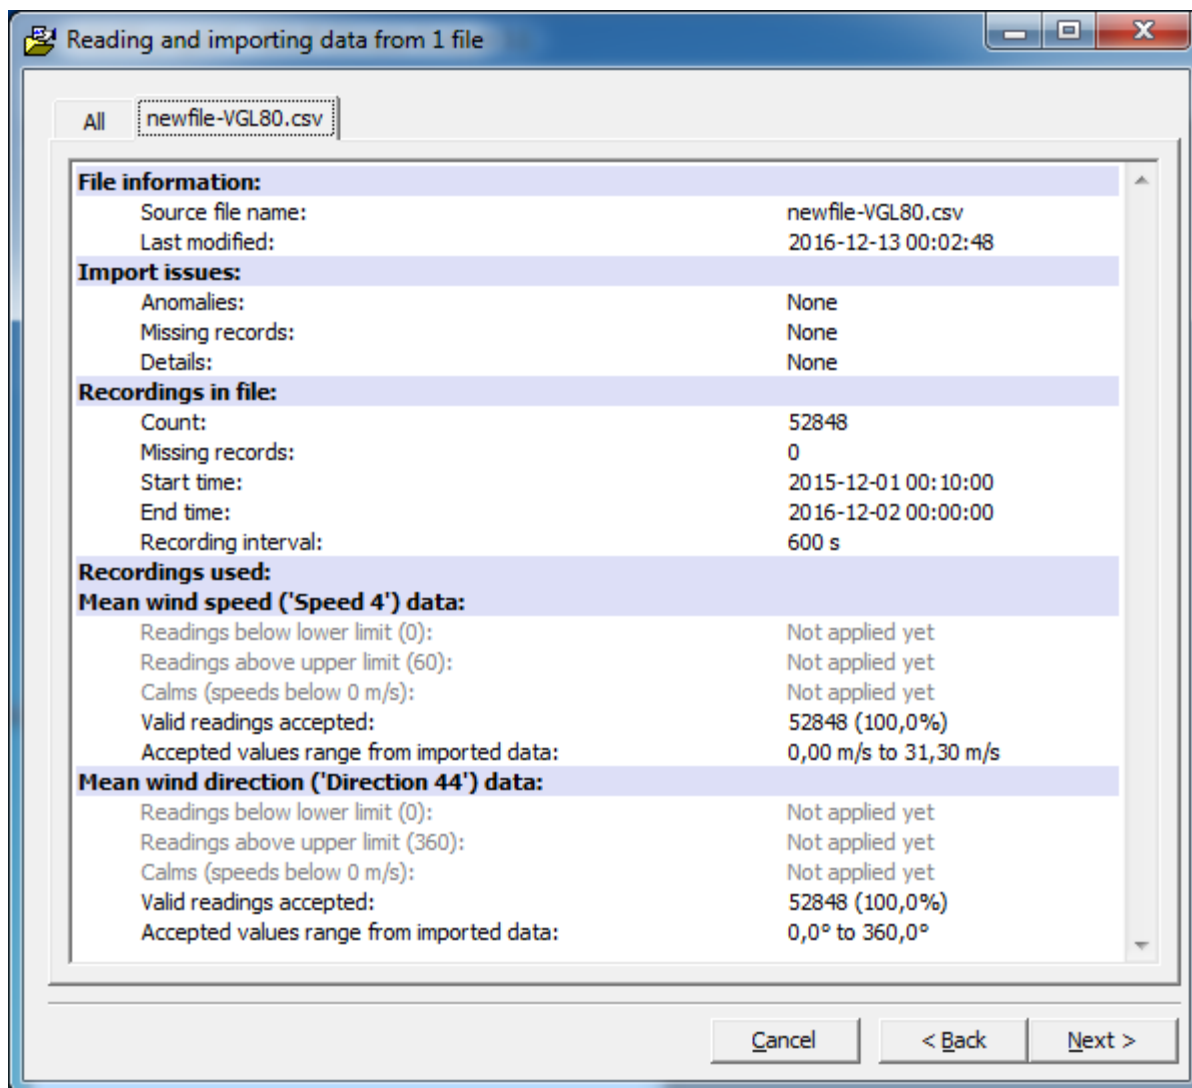 Reading and importing data from 1 file
All newfile-VGL80.csv
File information:
Source file name: newfile-VGL80.csv
Last modified: 2016-12-13 00:02:48
Import issues:
Anomalies: None
Missing records: None
Details: None
Recordings in file:
Count: 52848
Missing records: 0
Start time: 2015-12-01 00:10:00
End time: 2016-12-02 00:00:00
Recording interval: 600 s
Recordings used:
Mean wind speed ('Speed 4') data:
Readings below lower limit (0): Not applied yet
Readings above upper limit (60): Not applied yet
Calms (speeds below 0 m/s): Not applied yet
Valid readings accepted: 52848 (100,0%)
Accepted values range from imported data: 0,00 m/s to 31,30 m/s
Mean wind direction ('Direction 44') data:
Readings below lower limit (0): Not applied yet
Readings above upper limit (360): Not applied yet
Calms (speeds below 0 m/s): Not applied yet
Valid readings accepted: 52848 (100,0%)
Accepted values range from imported data: 0,0° to 360,0°
Cancel < Back Next >